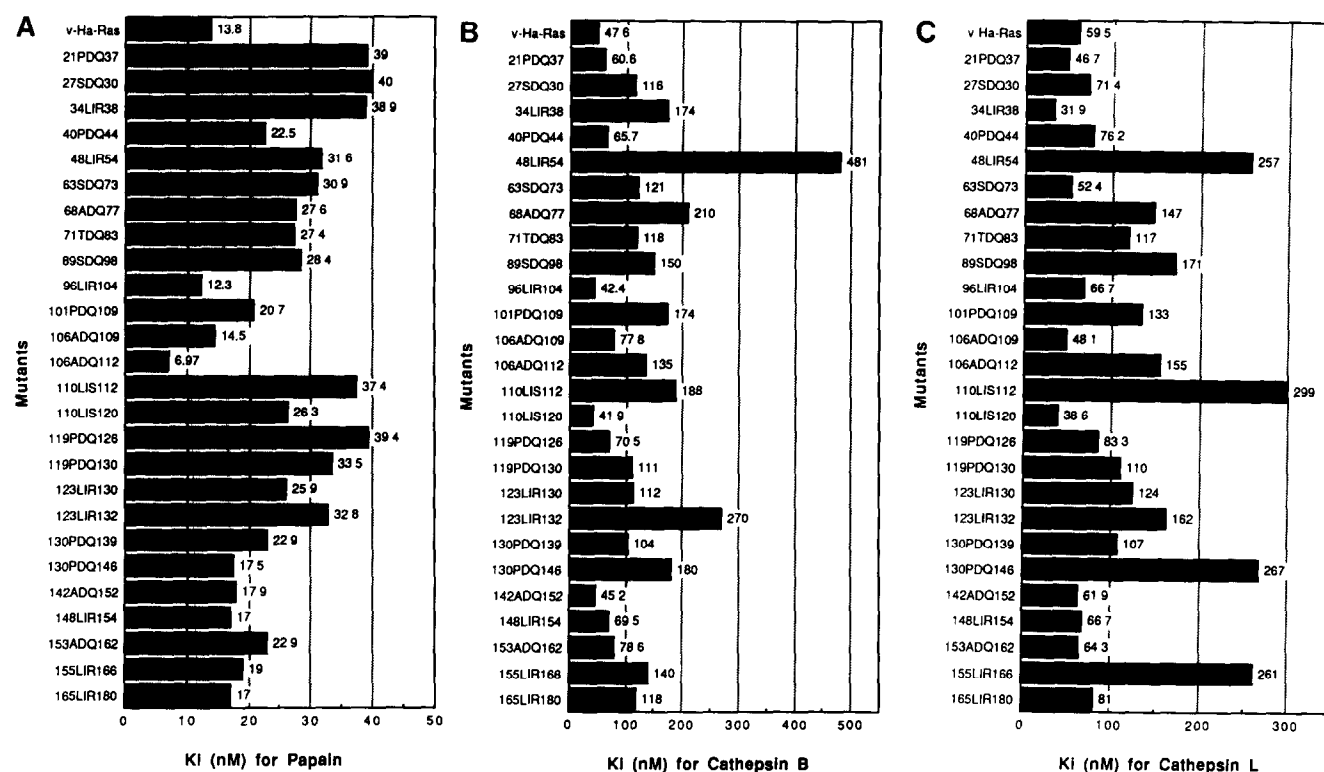 A
Mutants
v-Ha-Ras 13.8
21PDQ37 39
27SDQ30 40
34LIR38 38 9
40PDQ44 22.5
48LIR54 31 6
63SDQ73 30 9
68ADQ77 27 6
71TDQ83 27 4
89SDQ98 28 4
96LIR104 12.3
101PDQ109 20 7
106ADQ109 14.5
106ADQ112 6.97
110LIS112 37 4
110LIS120 26 3
119PDQ126 39 4
119PDQ130 33 5
123LIR130 25 9
123LIR132 32 8
130PDQ139 22 9
130PDQ146 17 5
142ADQ152 17 9
148LIR154 17
153ADQ162 22 9
155LIR166 19
165LIR180 17
0 10 20 30 40 50
Ki (nM) for Papain
B
Mutants
v-Ha-Ras 47 6
21PDQ37 60.6
27SDQ30 116
34LIR38 174
40PDQ44 65.7
48LIR54 481
63SDQ73 121
68ADQ77 210
71TDQ83 118
89SDQ98 150
96LIR104 42.4
101PDQ109 174
106ADQ109 77 8
106ADQ112 135
110LIS112 188
110LIS120 41 9
119PDQ126 70 5
119PDQ130 111
123LIR130 112
123LIR132 270
130PDQ139 104
130PDQ146 180
142ADQ152 45 2
148LIR154 69 5
153ADQ162 78 6
155LIR168 140
165LIR180 118
0 100 200 300 400 500
Ki (nM) for Cathepsin B
C
Mutants
v Ha-Ras 59 5
21PDQ37 46 7
27SDQ30 71 4
34LIR38 31 9
40PDQ44 76 2
48LIR54 257
63SDQ73 52 4
68ADQ77 147
71TDQ83 117
89SDQ98 171
96LIR104 66 7
101PDQ109 133
106ADQ109 48 1
106ADQ112 155
110LIS112 299
110LIS120 38 6
119PDQ126 83 3
119PDQ130 110
123LIR130 124
123LIR132 162
130PDQ139 107
130PDQ146 267
142ADQ152 61 9
148LIR154 66 7
153ADQ162 64 3
155LIR166 261
165LIR180 81
0 100 200 300
Ki (nM) for Cathepsin L